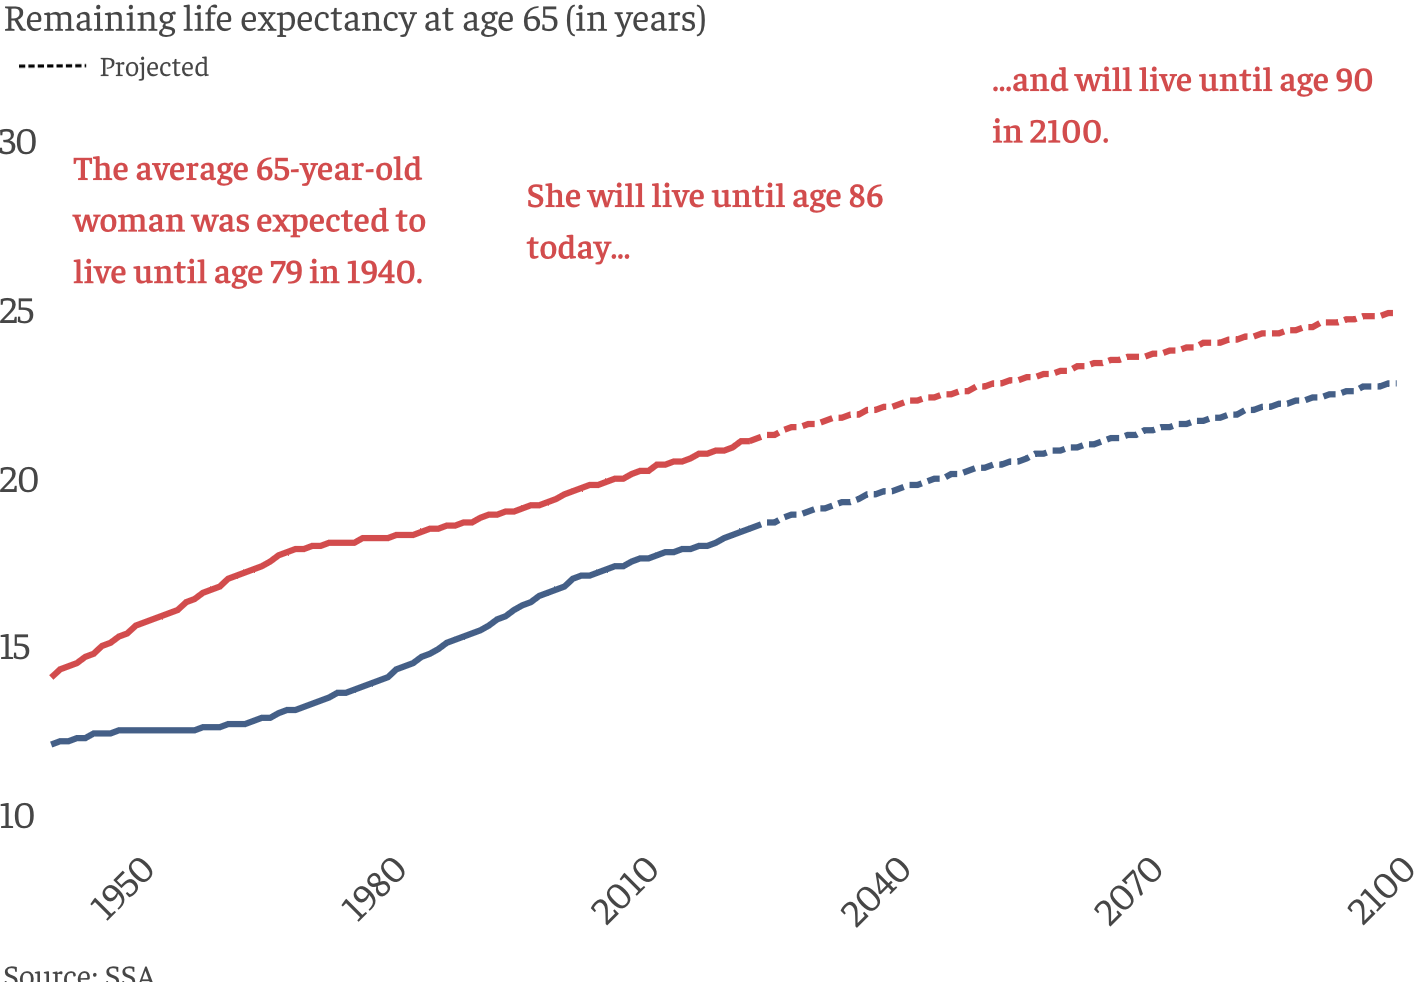 Remaining life expectancy at age 65 (in years)
Projected
...and will live until age 90
in 2100.
30
The average 65-year-old
woman was expected to
live until age 79 in 1940.
She will live until age 86
today...
25
20
15
10
1950
1980
2010
2040
2070
2100
Source: SSA